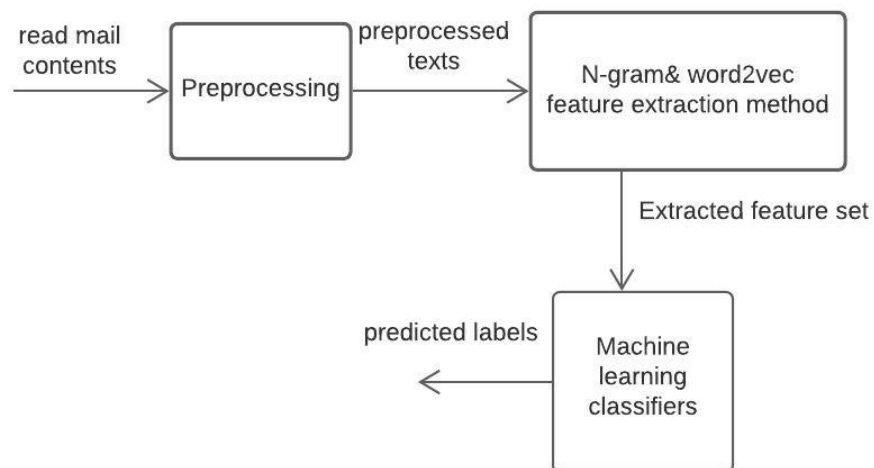 read mail
contents
Preprocessing
preprocessed
texts
N-gram& word2vec
feature extraction method
Extracted feature set
Machine
learning
classifiers
predicted labels